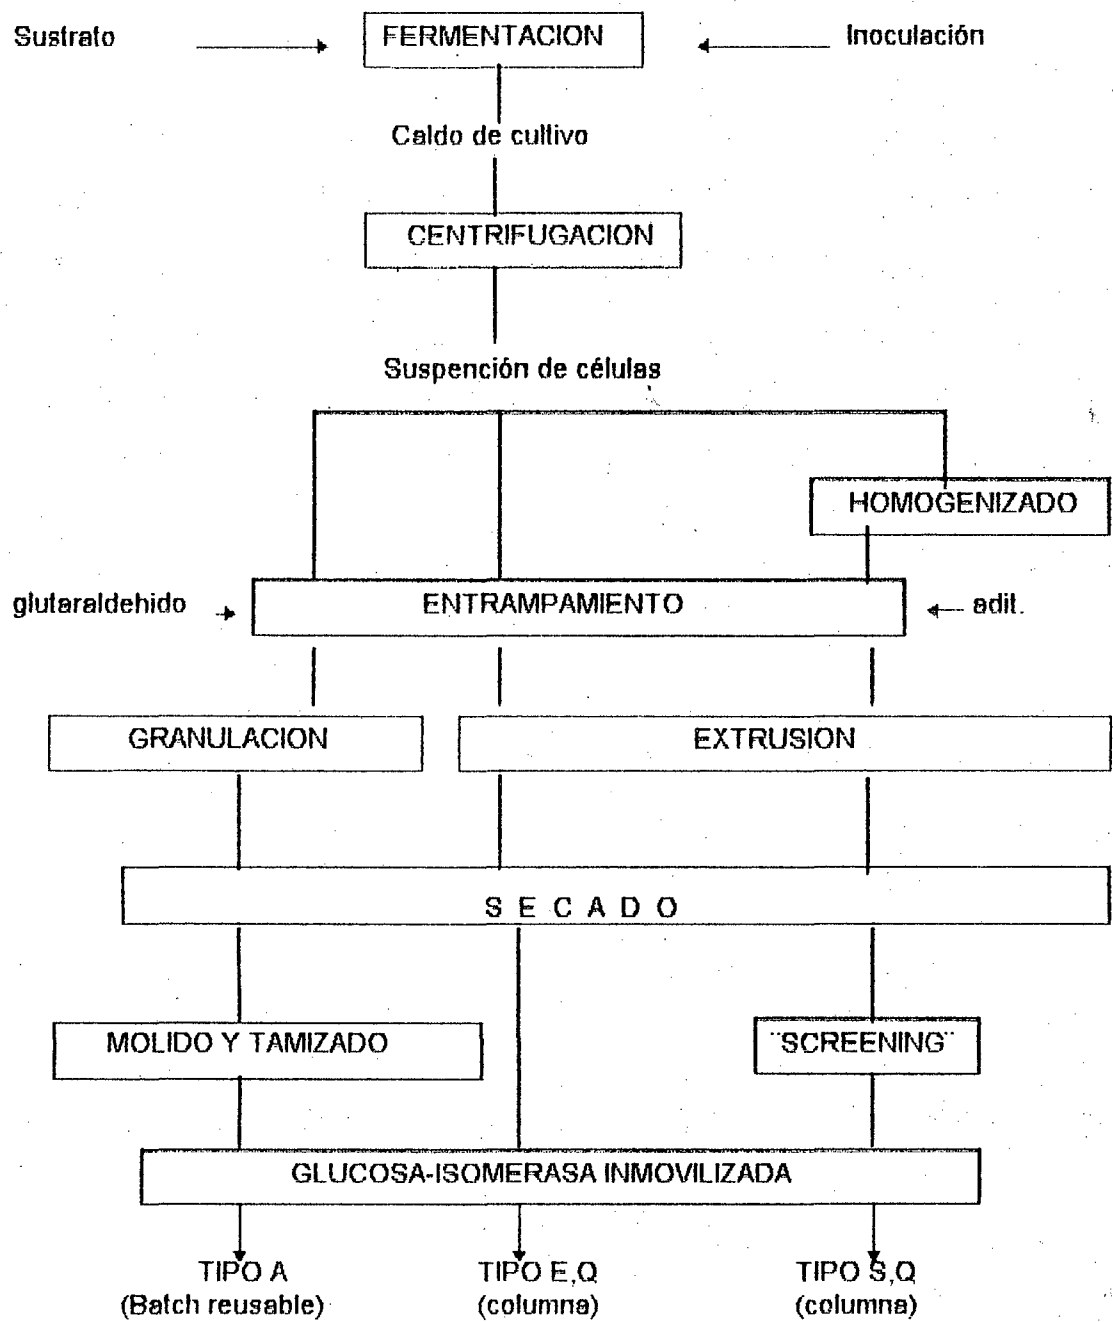 Sustrato
FERMENTACION
Inoculación
Caldo de cultivo
CENTRIFUGACION
Suspención de células
HOMOGENIZADO
glutaraldehido
ENTRAMPAMIENTO
adit.
GRANULACION
EXTRUSION
S E C A D O
MOLIDO Y TAMIZADO
¨SCREENING¨
GLUCOSA-ISOMERASA INMOVILIZADA
TIPO A
(Batch reusable)
TIPO E,Q
(columna)
TIPO S,Q
(columna)